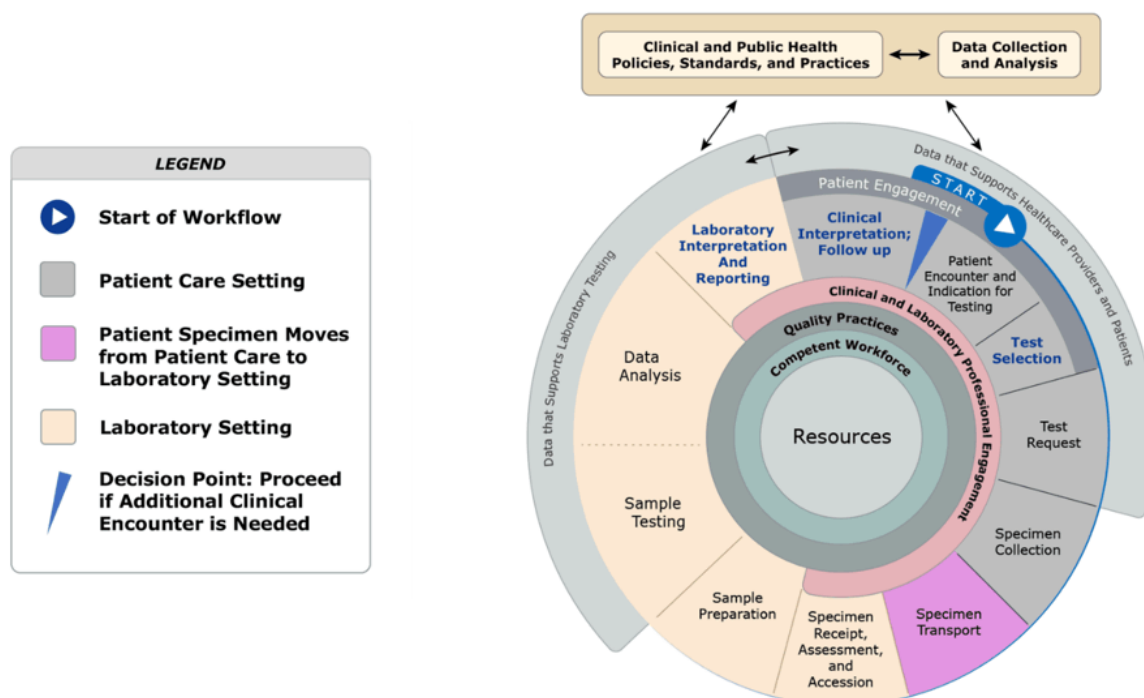 Clinical and Public Health
Policies, Standards, and Practices
Data Collection
and Analysis
LEGEND
Start of Workflow
Patient Care Setting
Patient Specimen Moves
from Patient Care to
Laboratory Setting
Laboratory Setting
Decision Point: Proceed
if Additional Clinical
Encounter is Needed
Data that Supports Laboratory Testing
Data that Supports Healthcare Providers and Patients
Patient Engagement
START
Clinical
Interpretation;
Follow up
Patient
Encounter and
Indication for
Testing
Test
Selection
Test
Request
Specimen
Collection
Specimen
Transport
Specimen
Receipt,
Assessment,
and
Accession
Sample
Preparation
Sample
Testing
Data
Analysis
Laboratory
Interpretation
And
Reporting
Clinical and Laboratory Professional Engagement
Quality Practices
Competent Workforce
Resources